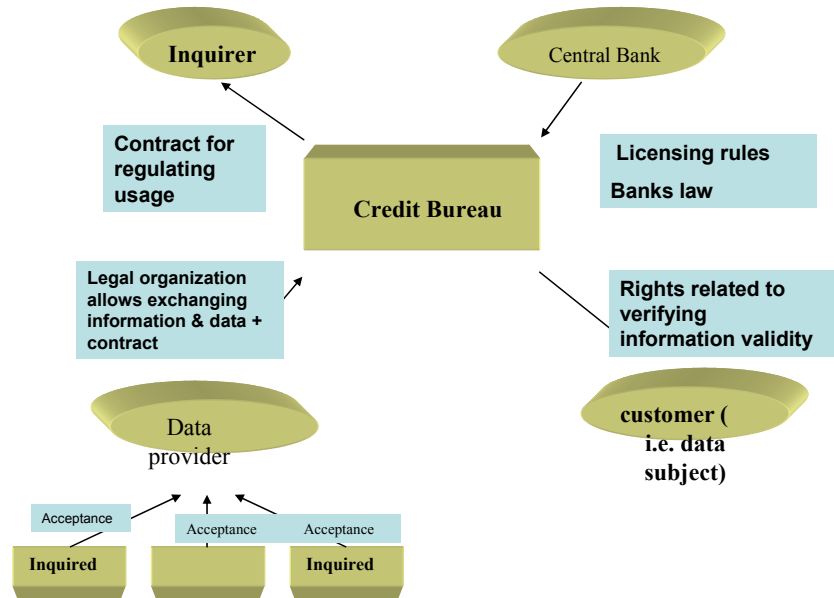 Inquirer
Central Bank
Contract for
regulating
usage
Licensing rules
Banks law
Credit Bureau
Legal organization
allows exchanging
information & data +
contract
Rights related to
verifying
information validity
Data
provider
customer (
i.e. data
subject)
Acceptance
Acceptance
Acceptance
Inquired
Inquired